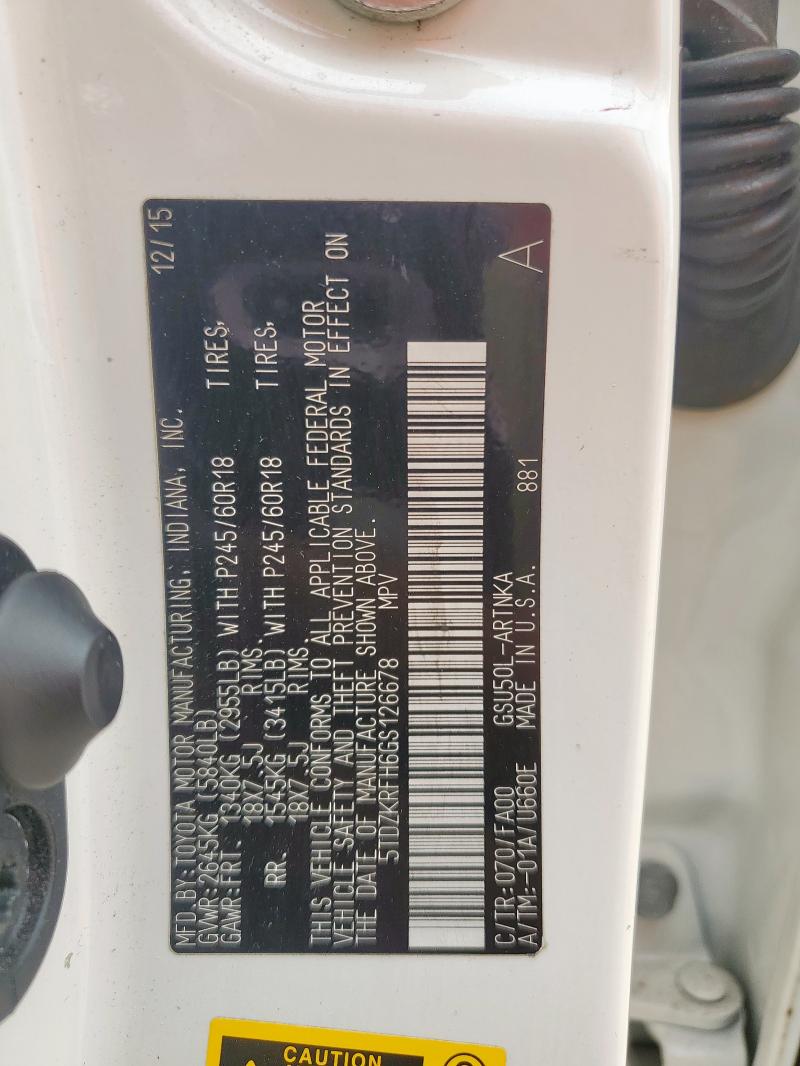 MFD. BY: TOYOTA MOTOR MANUFACTURING, INDIANA, INC. 12/15
GVWR: 2645KG (5840LB)
GAWR: FRT. 1340KG (2955LB) WITH P245/60R18 TIRES,
18X7.5J RIMS.
RR. 1545KG (3415LB) WITH P245/60R18 TIRES,
18X7.5J RIMS.
THIS VEHICLE CONFORMS TO ALL APPLICABLE FEDERAL MOTOR
VEHICLE SAFETY AND THEFT PREVENTION STANDARDS IN EFFECT ON
THE DATE OF MANUFACTURE SHOWN ABOVE.
5TDZKRFH6GS126678 MPV
C/TR: 070/FA00 GSU50L-ARTNKA 881 A
A/TM:-01A/U660E MADE IN U.S.A.
CAUTION